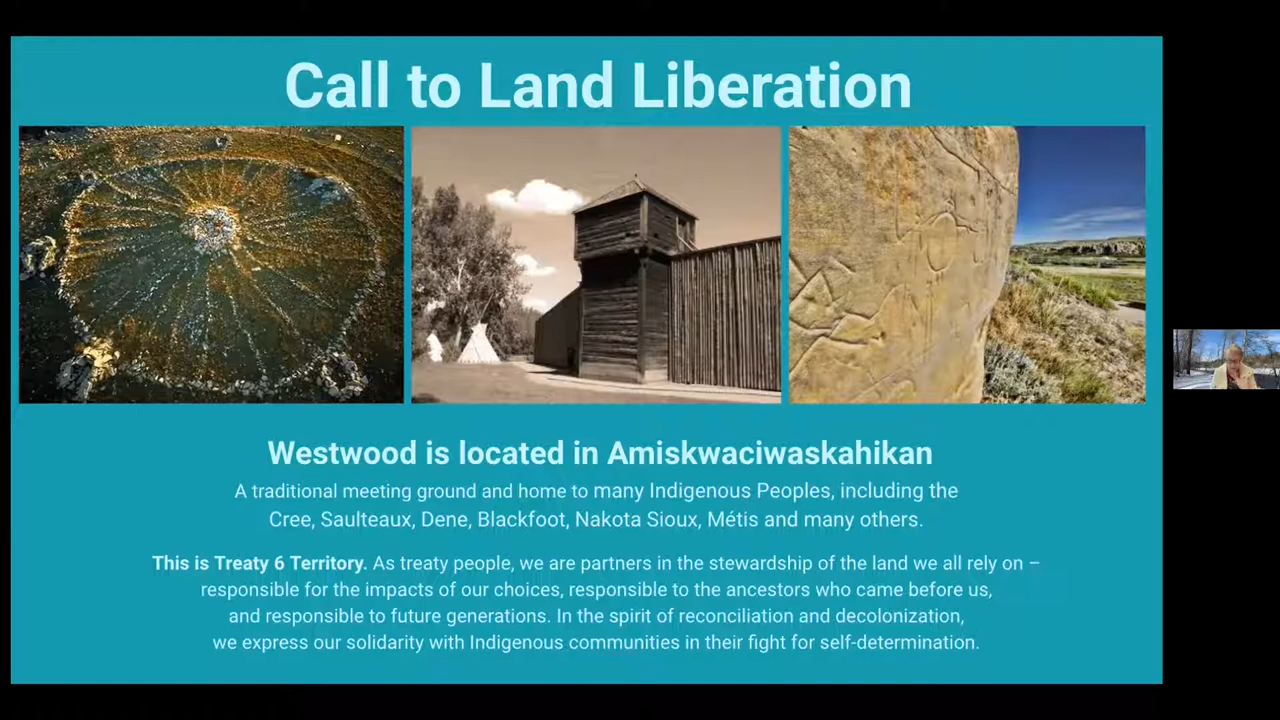 Call to Land Liberation
Westwood is located in Amiskwaciwaskahikan
A traditional meeting ground and home to many Indigenous Peoples, including the
Cree, Saulteaux, Dene, Blackfoot, Nakota Sioux, Métis and many others.
This is Treaty 6 Territory. As treaty people, we are partners in the stewardship of the land we all rely on –
responsible for the impacts of our choices, responsible to the ancestors who came before us,
and responsible to future generations. In the spirit of reconciliation and decolonization,
we express our solidarity with Indigenous communities in their fight for self-determination.